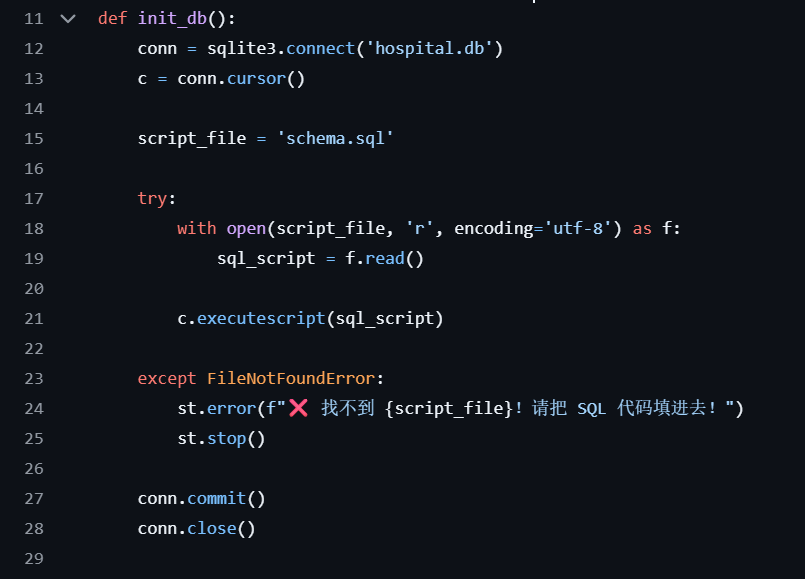 11 def init_db():
12     conn = sqlite3.connect('hospital.db')
13     c = conn.cursor()
14
15     script_file = 'schema.sql'
16
17     try:
18         with open(script_file, 'r', encoding='utf-8') as f:
19             sql_script = f.read()
20
21         c.executescript(sql_script)
22
23     except FileNotFoundError:
24         st.error(f"❌ 找不到 {script_file}！请把 SQL 代码填进去！")
25         st.stop()
26
27     conn.commit()
28     conn.close()
29